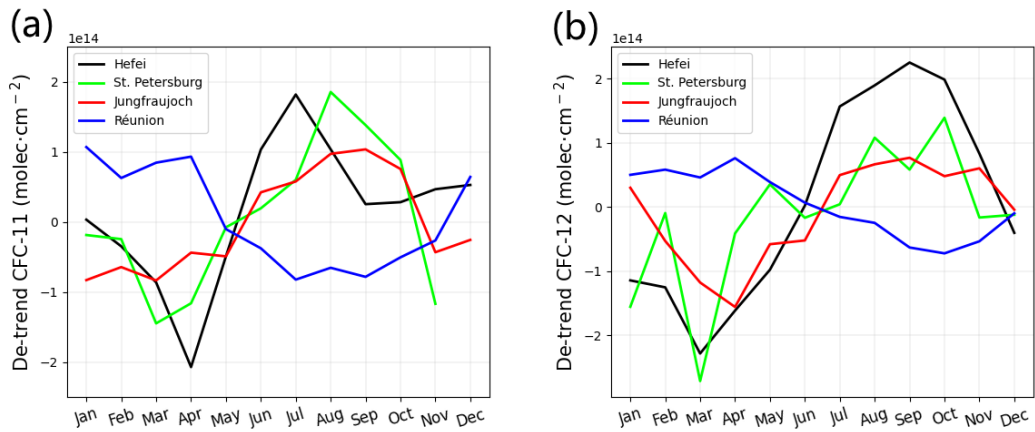 (a)
1e14
De-trend CFC-11 (molec·cm⁻²)
2
1
0
−1
−2
Hefei
St. Petersburg
Jungfraujoch
Réunion
Jan Feb Mar Apr May Jun Jul Aug Sep Oct Nov Dec
(b)
1e14
De-trend CFC-12 (molec·cm⁻²)
2
1
0
−1
−2
Hefei
St. Petersburg
Jungfraujoch
Réunion
Jan Feb Mar Apr May Jun Jul Aug Sep Oct Nov Dec